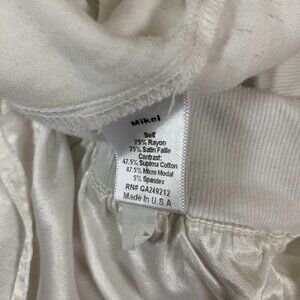 Mikel
Self
75% Rayon
25% Satin Faille
Contrast:
47.5% Supima Cotton
47.5% Micro Modal
5% Spandex
RN# GA249212
Made In U.S.A